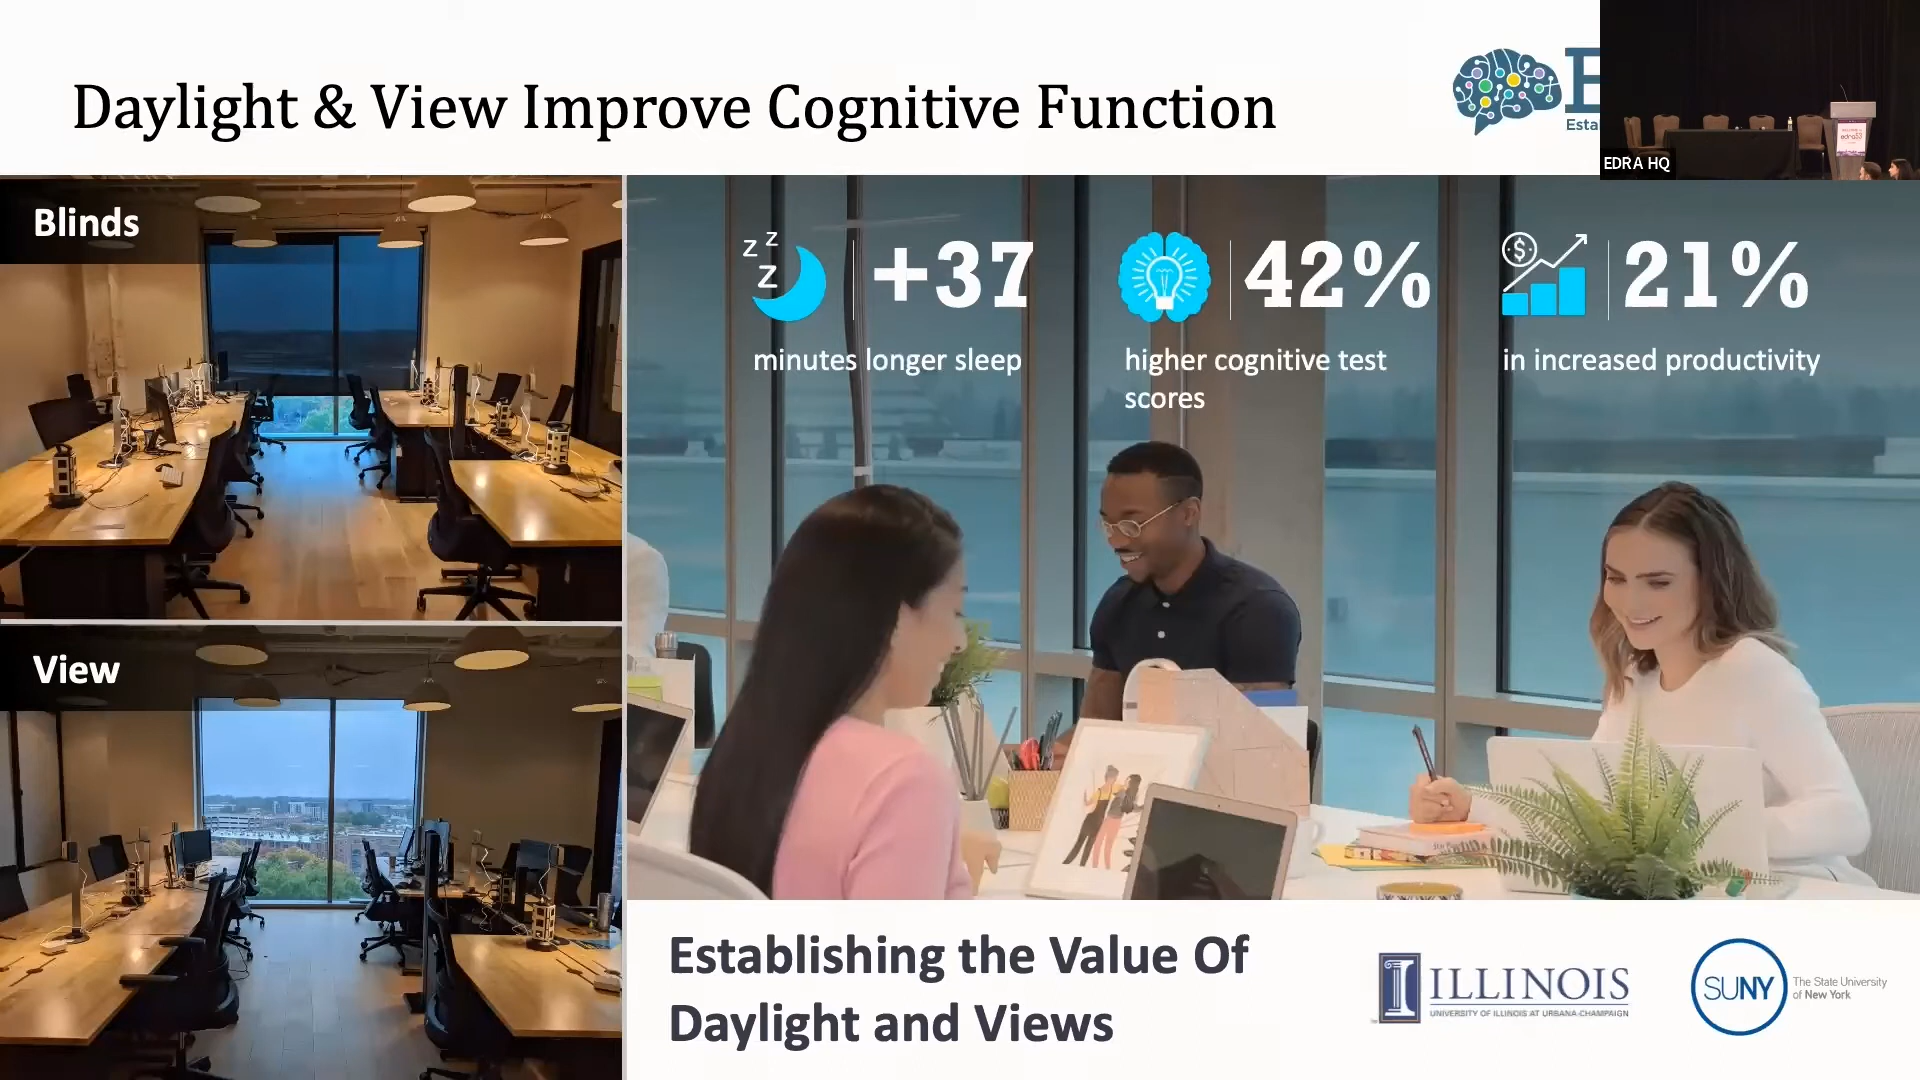 Daylight & View Improve Cognitive Function
Esta
EDRA HQ
Blinds
z z z
+37
minutes longer sleep
42%
higher cognitive test
scores
$
21%
in increased productivity
View
Establishing the Value Of
Daylight and Views
I ILLINOIS
UNIVERSITY OF ILLINOIS AT URBANA-CHAMPAIGN
SUNY
The State University
of New York